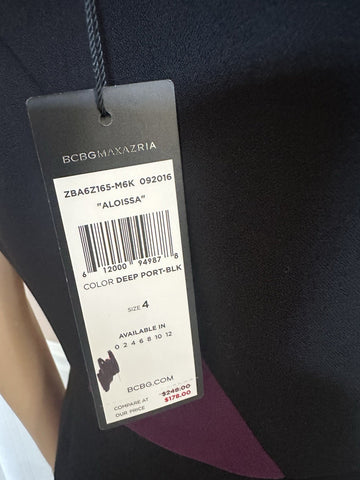 BCBGMAXAZRIA
ZBA6Z165-M6K 092016
"ALOISSA"
6 12000 94987 8
COLOR DEEP PORT-BLK
SIZE 4
AVAILABLE IN
0 2 4 6 8 10 12
BCBG.COM
COMPARE AT $248.00
OUR PRICE $178.00